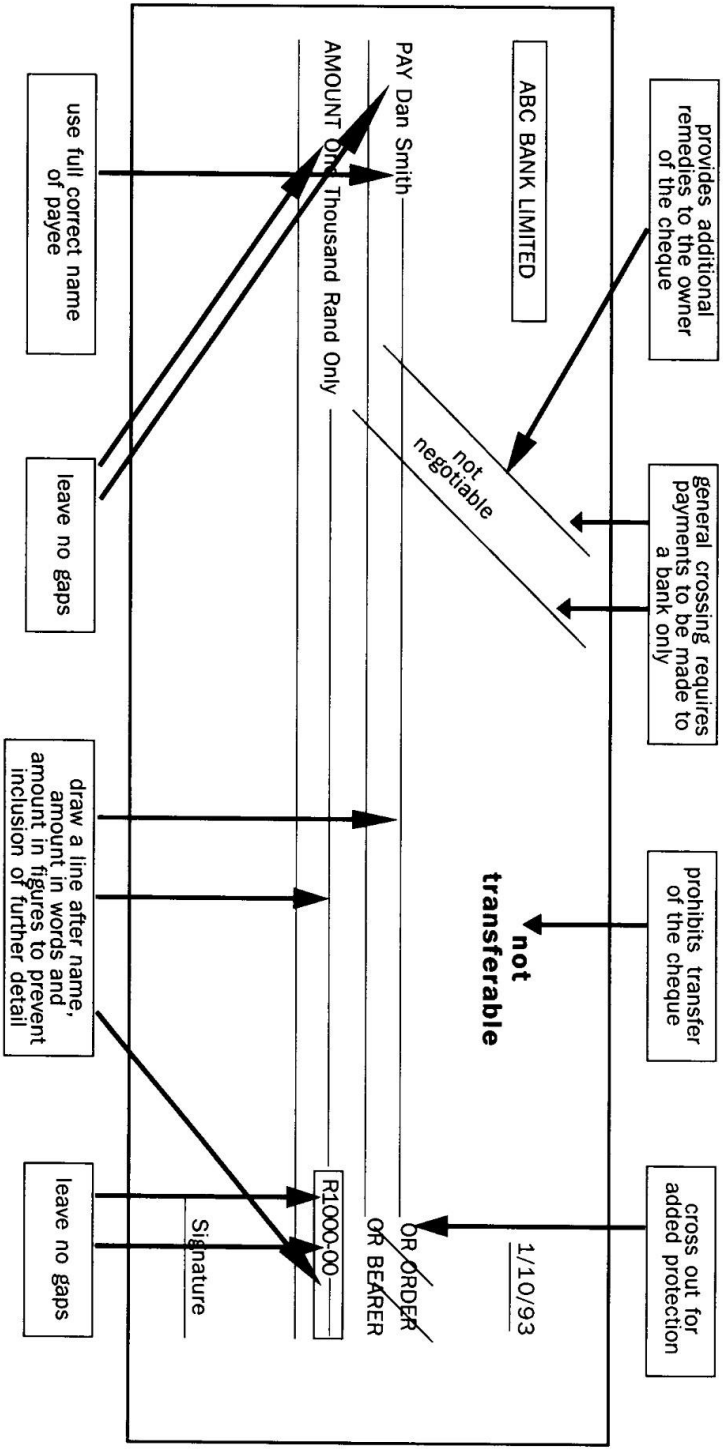 provides additional
remedies to the owner
of the cheque
general crossing requires
payments to be made to
a bank only
prohibits transfer
of the cheque
cross out for
added protection
ABC BANK LIMITED
1/10/93
not
negotiable
not
transferable
PAY Dan Smith
OR ORDER
OR BEARER
AMOUNT One Thousand Rand Only
R1000-00
Signature
use full correct name
of payee
leave no gaps
draw a line after name,
amount in words and
amount in figures to prevent
inclusion of further detail
leave no gaps